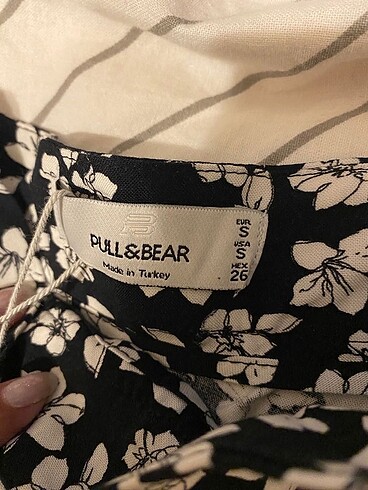 PULL&BEAR
Made in Turkey
EUR
S
USA
S
MEX
26